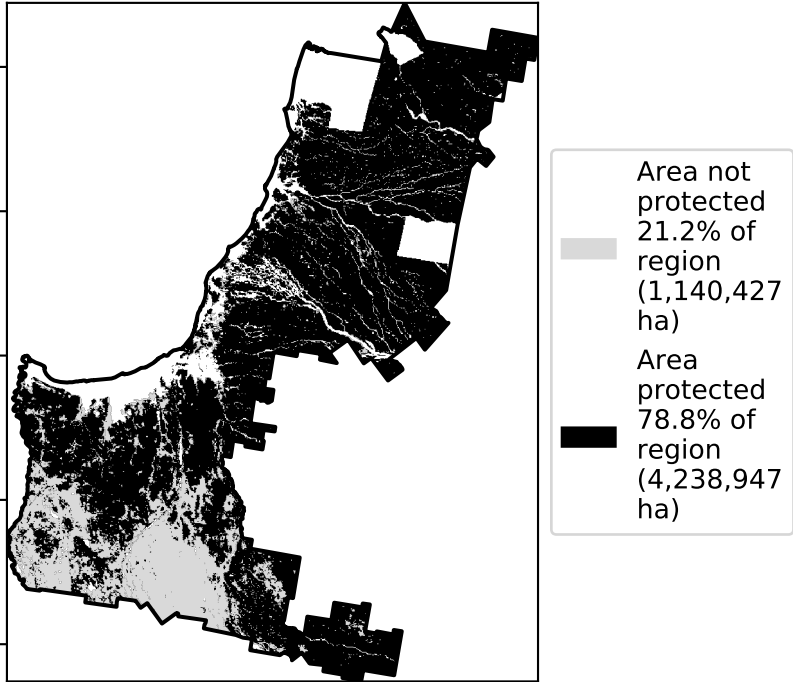 Area not
protected
21.2% of
region
(1,140,427
ha)
Area
protected
78.8% of
region
(4,238,947
ha)